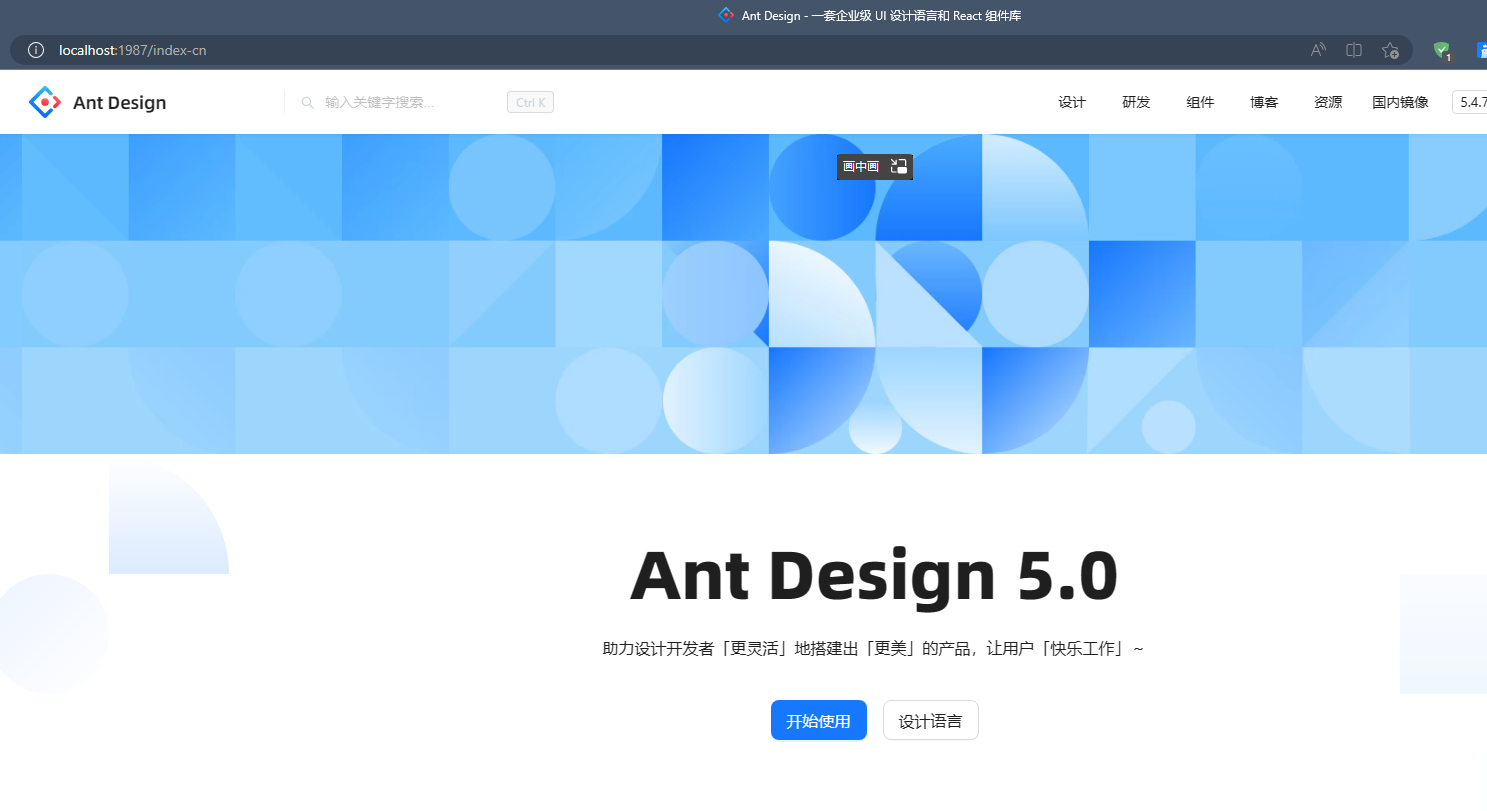 Ant Design - 一套企业级 UI 设计语言和 React 组件库
localhost:1987/index-cn
1
Ant Design
输入关键字搜索...
Ctrl K
设计 研发 组件 博客 资源 国内镜像 5.4.7
画中画
Ant Design 5.0
助力设计开发者「更灵活」地搭建出「更美」的产品，让用户「快乐工作」~
开始使用 设计语言